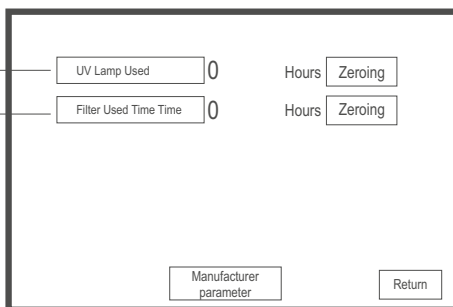 UV Lamp Used 0 Hours Zeroing
Filter Used Time Time 0 Hours Zeroing
Manufacturer
parameter
Return